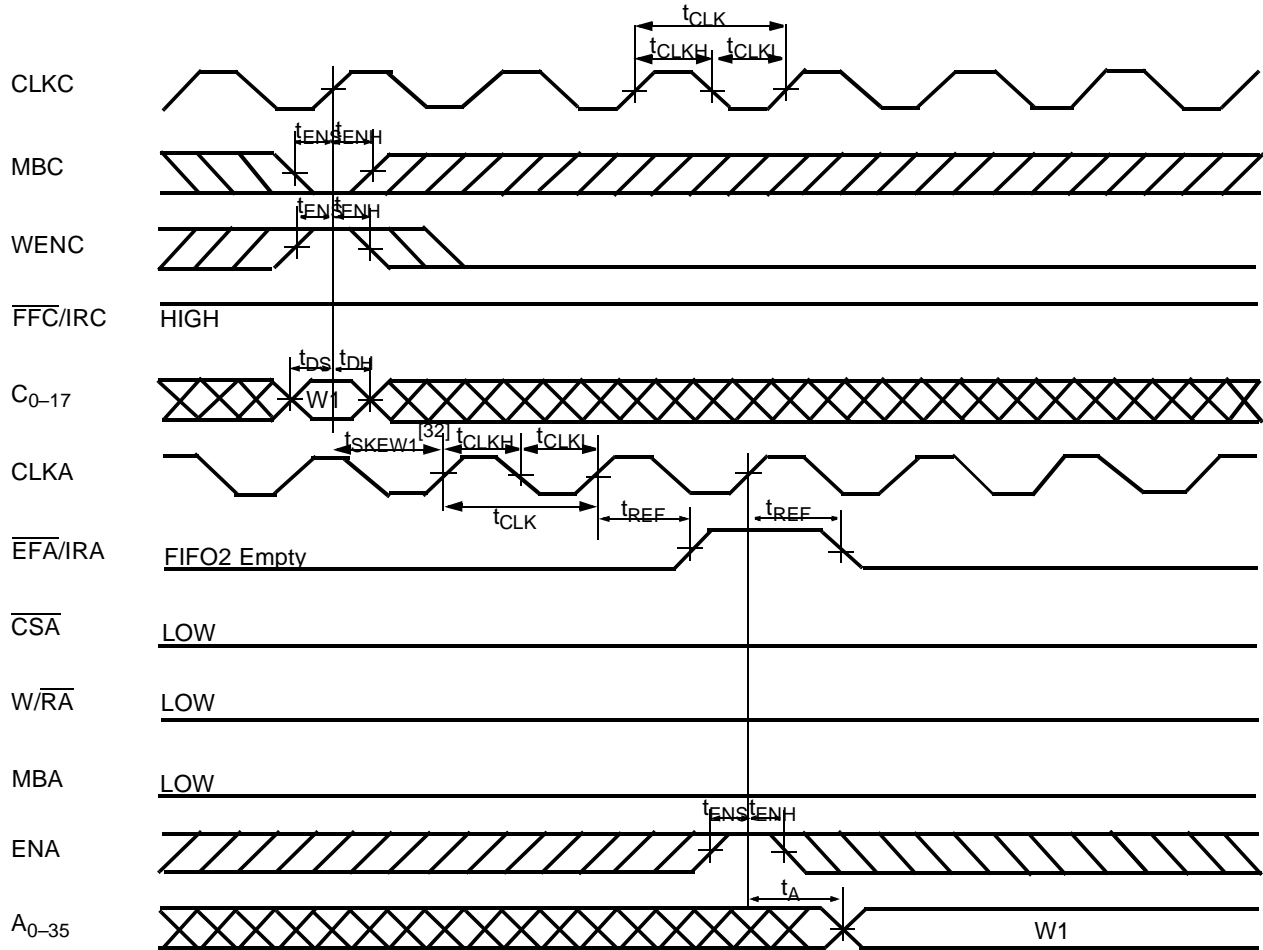 tCLK
tCLKH tCLKL
CLKC
tENS tENH
MBC
tENS tENH
WENC
FFC/IRC HIGH
tDS tDH
C0–17 W1
tSKEW1[32] tCLKH tCLKL
CLKA
tCLK tREF tREF
EFA/IRA FIFO2 Empty
CSA LOW
W/RA LOW
MBA LOW
tENS tENH
ENA
tA
A0–35 W1